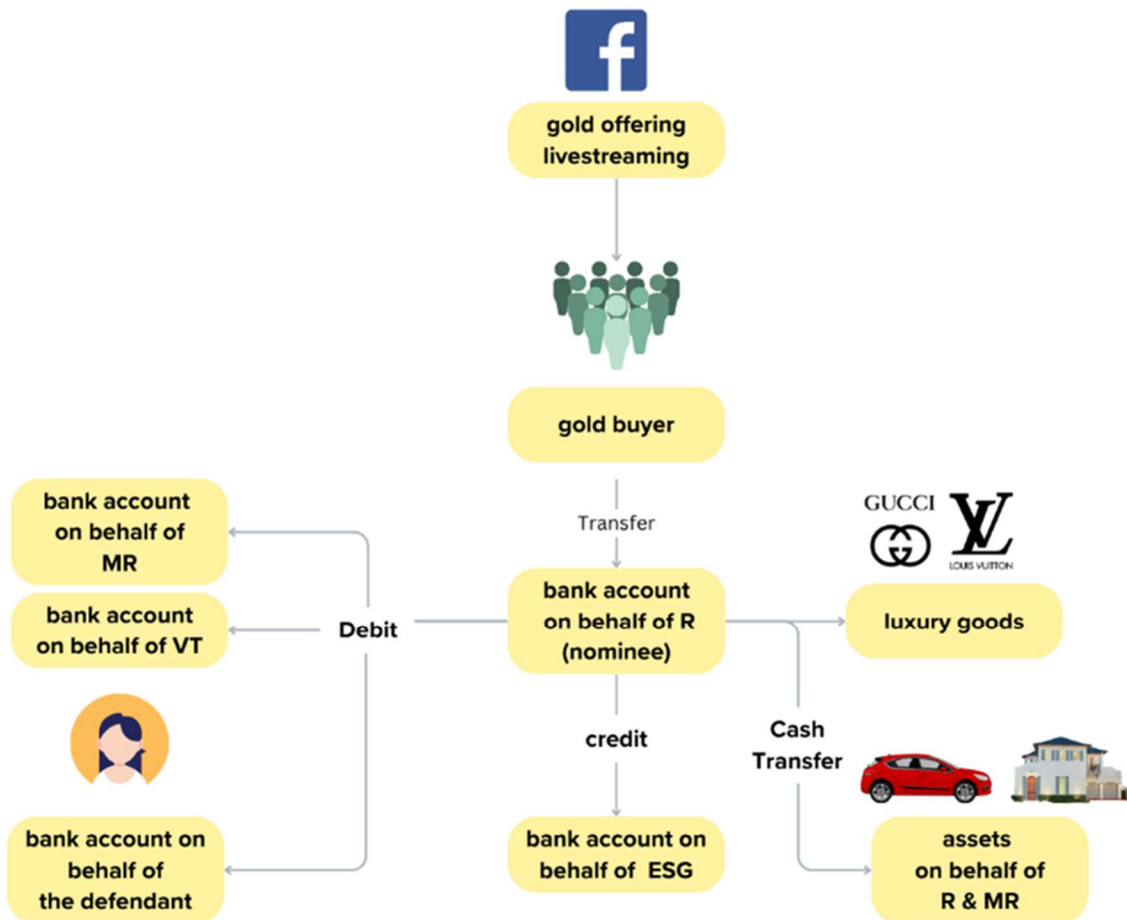 f
gold offering
livestreaming
gold buyer
Transfer
bank account
on behalf of
MR
bank account
on behalf of VT
Debit
bank account on
behalf of
the defendant
bank account
on behalf of R
(nominee)
credit
bank account on
behalf of ESG
GUCCI
LV
LOUIS VUITTON
luxury goods
Cash
Transfer
assets
on behalf of
R & MR